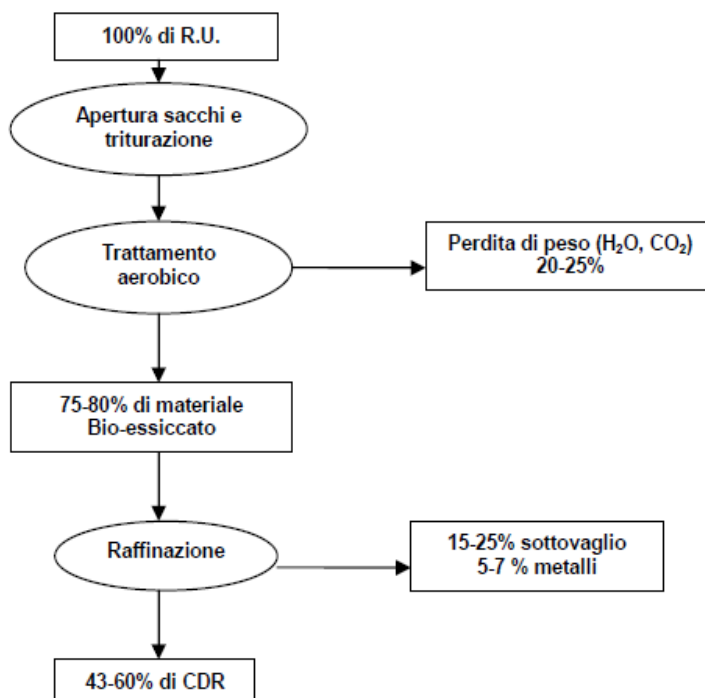 100% di R.U.
Apertura sacchi e
triturazione
Trattamento
aerobico
Perdita di peso (H₂O, CO₂)
20-25%
75-80% di materiale
Bio-essiccato
Raffinazione
15-25% sottovaglio
5-7 % metalli
43-60% di CDR